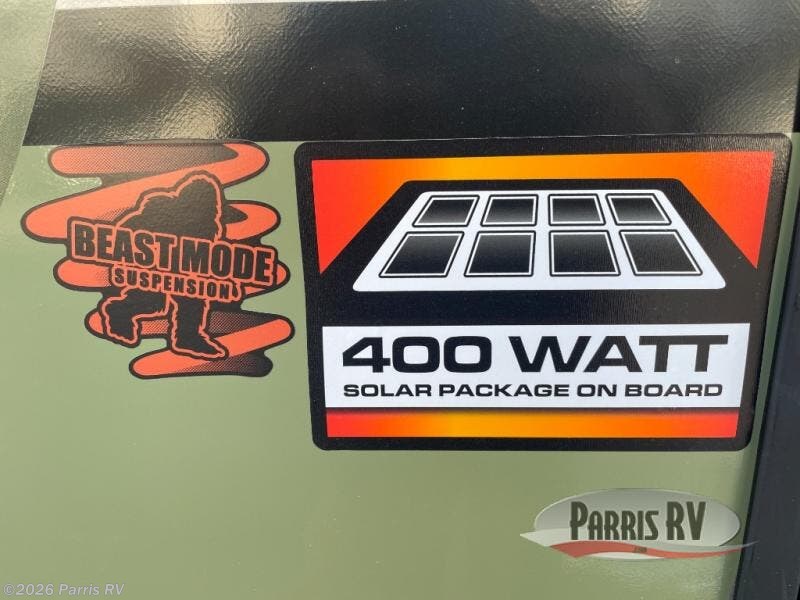 BEAST MODE
SUSPENSION
400 WATT
SOLAR PACKAGE ON BOARD
PARRIS RV
©2026 Parris RV